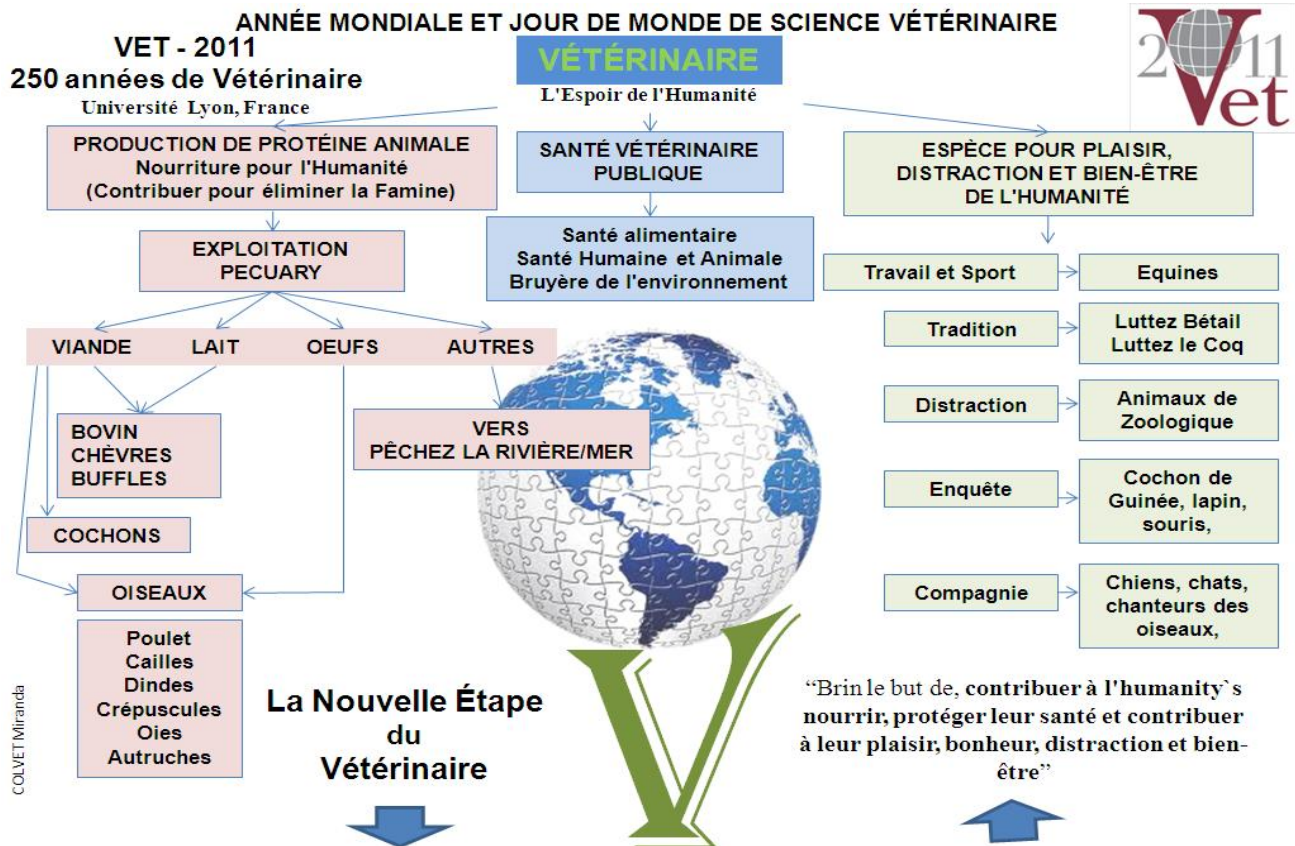 ANNÉE MONDIALE ET JOUR DE MONDE DE SCIENCE VÉTÉRINAIRE
VET - 2011
250 années de Vétérinaire
Université Lyon, France
VÉTÉRINAIRE
L'Espoir de l'Humanité
2011
Vet
PRODUCTION DE PROTÉINE ANIMALE
Nourriture pour l'Humanité
(Contribuer pour éliminer la Famine)
EXPLOITATION
PECUARY
VIANDE LAIT OEUFS AUTRES
BOVIN
CHÈVRES
BUFFLES
VERS
PÊCHEZ LA RIVIÈRE/MER
COCHONS
OISEAUX
Poulet
Cailles
Dindes
Crépuscules
Oies
Autruches
SANTÉ VÉTÉRINAIRE
PUBLIQUE
Santé alimentaire
Santé Humaine et Animale
Bruyère de l'environnement
ESPÈCE POUR PLAISIR,
DISTRACTION ET BIEN-ÊTRE
DE L'HUMANITÉ
Travail et Sport
Equines
Tradition
Luttez Bétail
Luttez le Coq
Distraction
Animaux de
Zoologique
Enquête
Cochon de
Guinée, lapin,
souris,
Compagnie
Chiens, chats,
chanteurs des
oiseaux,
COLVET Miranda
La Nouvelle Étape
du
Vétérinaire
V
“Brin le but de, contribuer à l'humanity`s
nourrir, protéger leur santé et contribuer
à leur plaisir, bonheur, distraction et bien-
être”